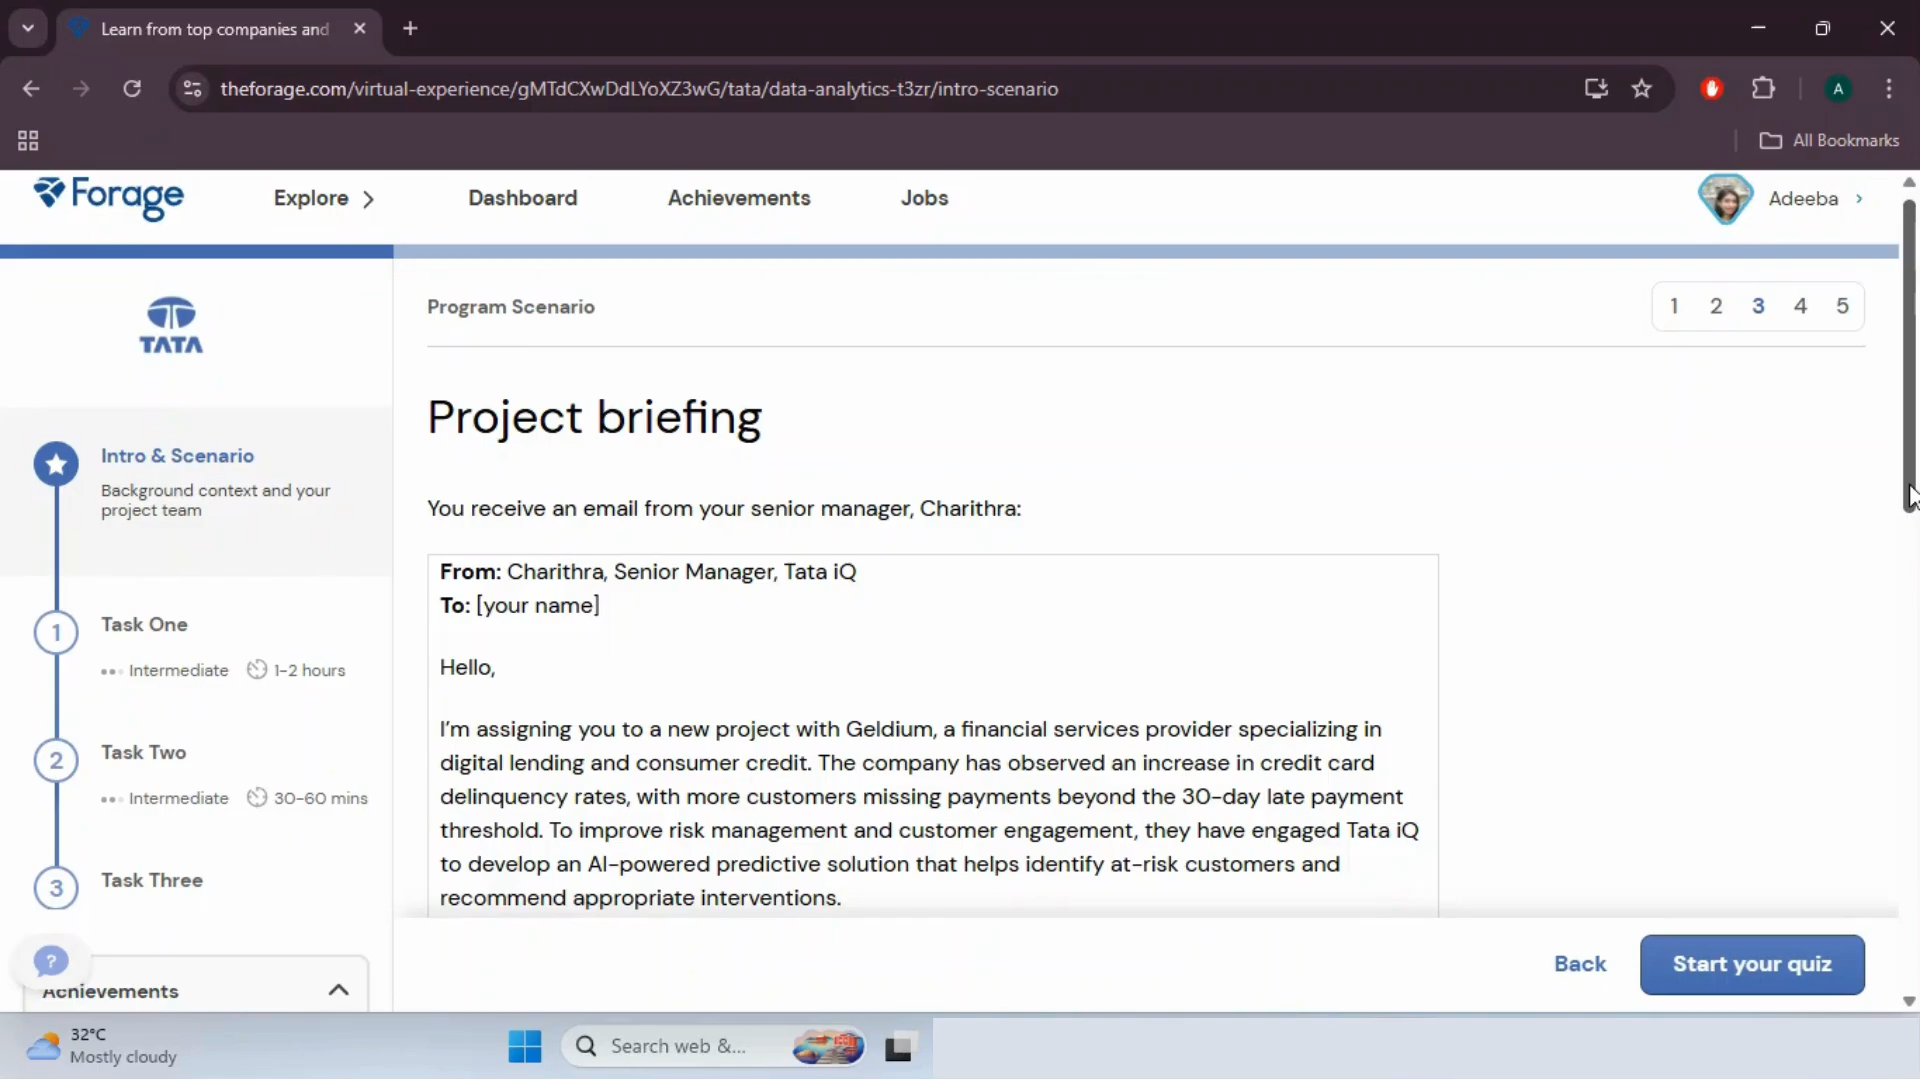 Learn from top companies and
theforage.com/virtual-experience/gMTdCXwDdLYoXZ3wG/tata/data-analytics-t3zr/intro-scenario
A
All Bookmarks
Forage
Explore
Dashboard
Achievements
Jobs
Adeeba
TATA
Program Scenario
1 2 3 4 5
Project briefing
You receive an email from your senior manager, Charithra:
From: Charithra, Senior Manager, Tata iQ
To: [your name]
Hello,
I'm assigning you to a new project with Geldium, a financial services provider specializing in
digital lending and consumer credit. The company has observed an increase in credit card
delinquency rates, with more customers missing payments beyond the 30-day late payment
threshold. To improve risk management and customer engagement, they have engaged Tata iQ
to develop an AI-powered predictive solution that helps identify at-risk customers and
recommend appropriate interventions.
Intro & Scenario
Background context and your
project team
1
Task One
Intermediate 1-2 hours
2
Task Two
Intermediate 30-60 mins
3
Task Three
?
Achievements
Back
Start your quiz
32°C
Mostly cloudy
Search web &...